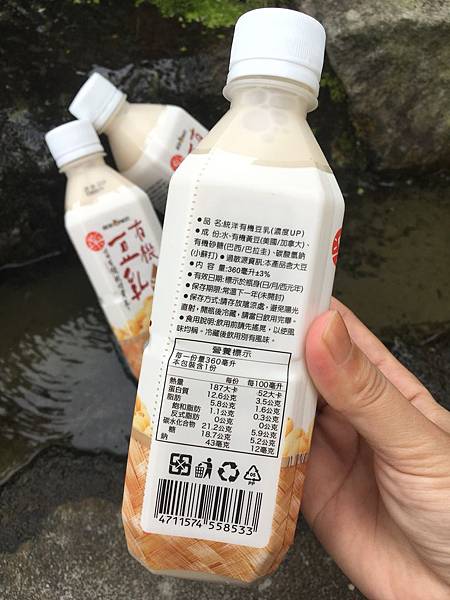 ●品 名:統洋有機豆乳(濃度UP)
●成 份:水、有機黃豆(美國/加拿大)、
有機砂糖(巴西/巴拉圭)、碳酸氫鈉
(小蘇打) ●過敏源資訊:本產品含大豆
●內 容 量:360毫升±3%
●有效日期:標示於瓶身(日/月/西元年)
●保存期限:常溫下一年(未開封)
●保存方式:請存放陰涼處,避免陽光
直射,開瓶後冷藏,請當日飲用完畢。
●食用說明:飲用前請先搖晃,以使風
味均稱。冷藏後飲用別有風味。
營養標示
每一份量360毫升
本包裝含1份
每份 每100毫升
熱量 187大卡 52大卡
蛋白質 12.6公克 3.5公克
脂肪 5.8公克 1.6公克
飽和脂肪 1.1公克 0.3公克
反式脂肪 0公克 0公克
碳水化合物 21.2公克 5.9公克
糖 18.7公克 5.2公克
鈉 43毫克 12毫克
PP
4711574 558533
有機
豆乳
有